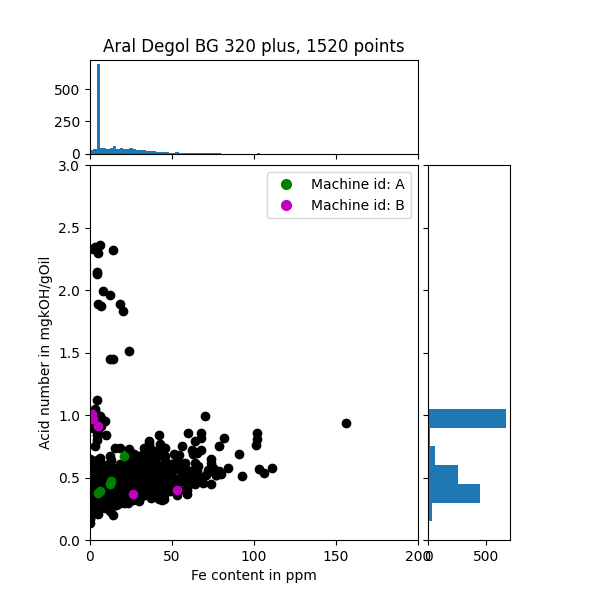 Aral Degol BG 320 plus, 1520 points
500
250
0
3.0
2.5
2.0
1.5
1.0
0.5
0.0
Acid number in mgkOH/gOil
Machine id: A
Machine id: B
0 50 100 150 200
0 500
Fe content in ppm